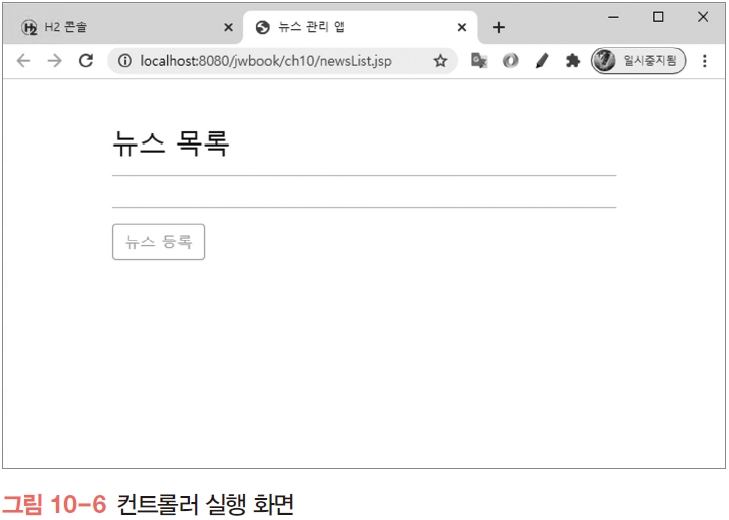 H2 콘솔
뉴스 관리 앱
localhost:8080/jwbook/ch10/newsList.jsp
일시중지됨
뉴스 목록
뉴스 등록
그림 10-6 컨트롤러 실행 화면